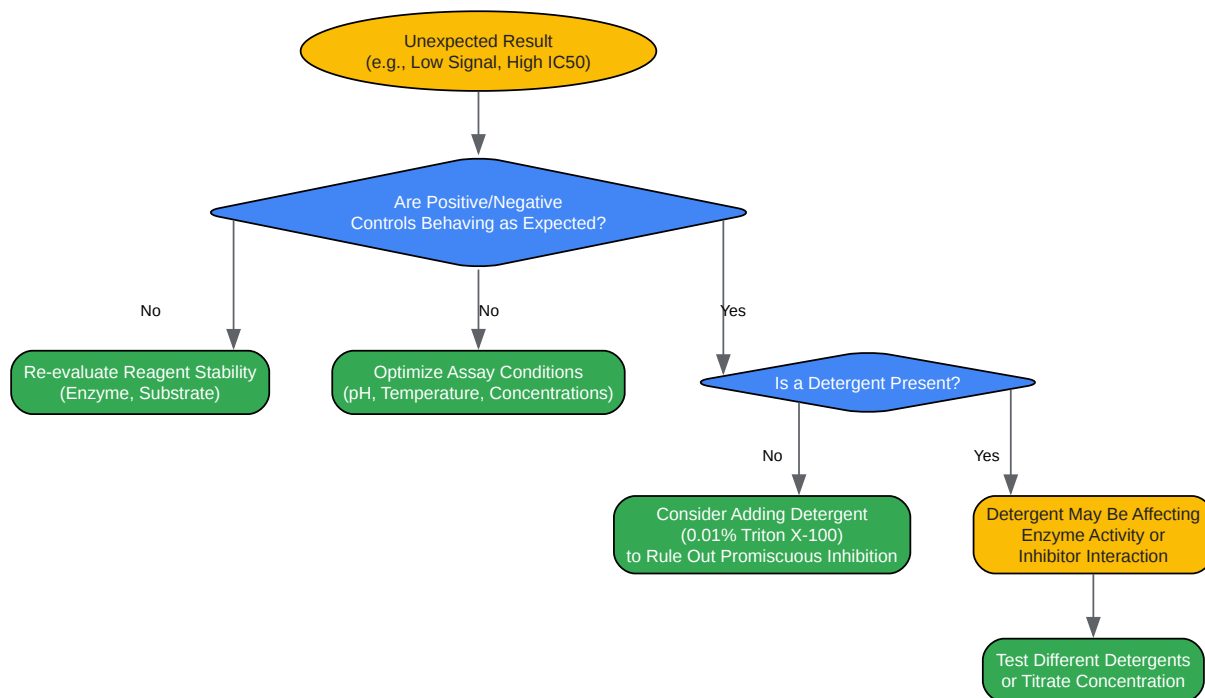 Unexpected Result
(e.g., Low Signal, High IC50)
Are Positive/Negative
Controls Behaving as Expected?
No
No
Yes
Re-evaluate Reagent Stability
(Enzyme, Substrate)
Optimize Assay Conditions
(pH, Temperature, Concentrations)
Is a Detergent Present?
No
Yes
Consider Adding Detergent
(0.01% Triton X-100)
to Rule Out Promiscuous Inhibition
Detergent May Be Affecting
Enzyme Activity or
Inhibitor Interaction
Test Different Detergents
or Titrate Concentration